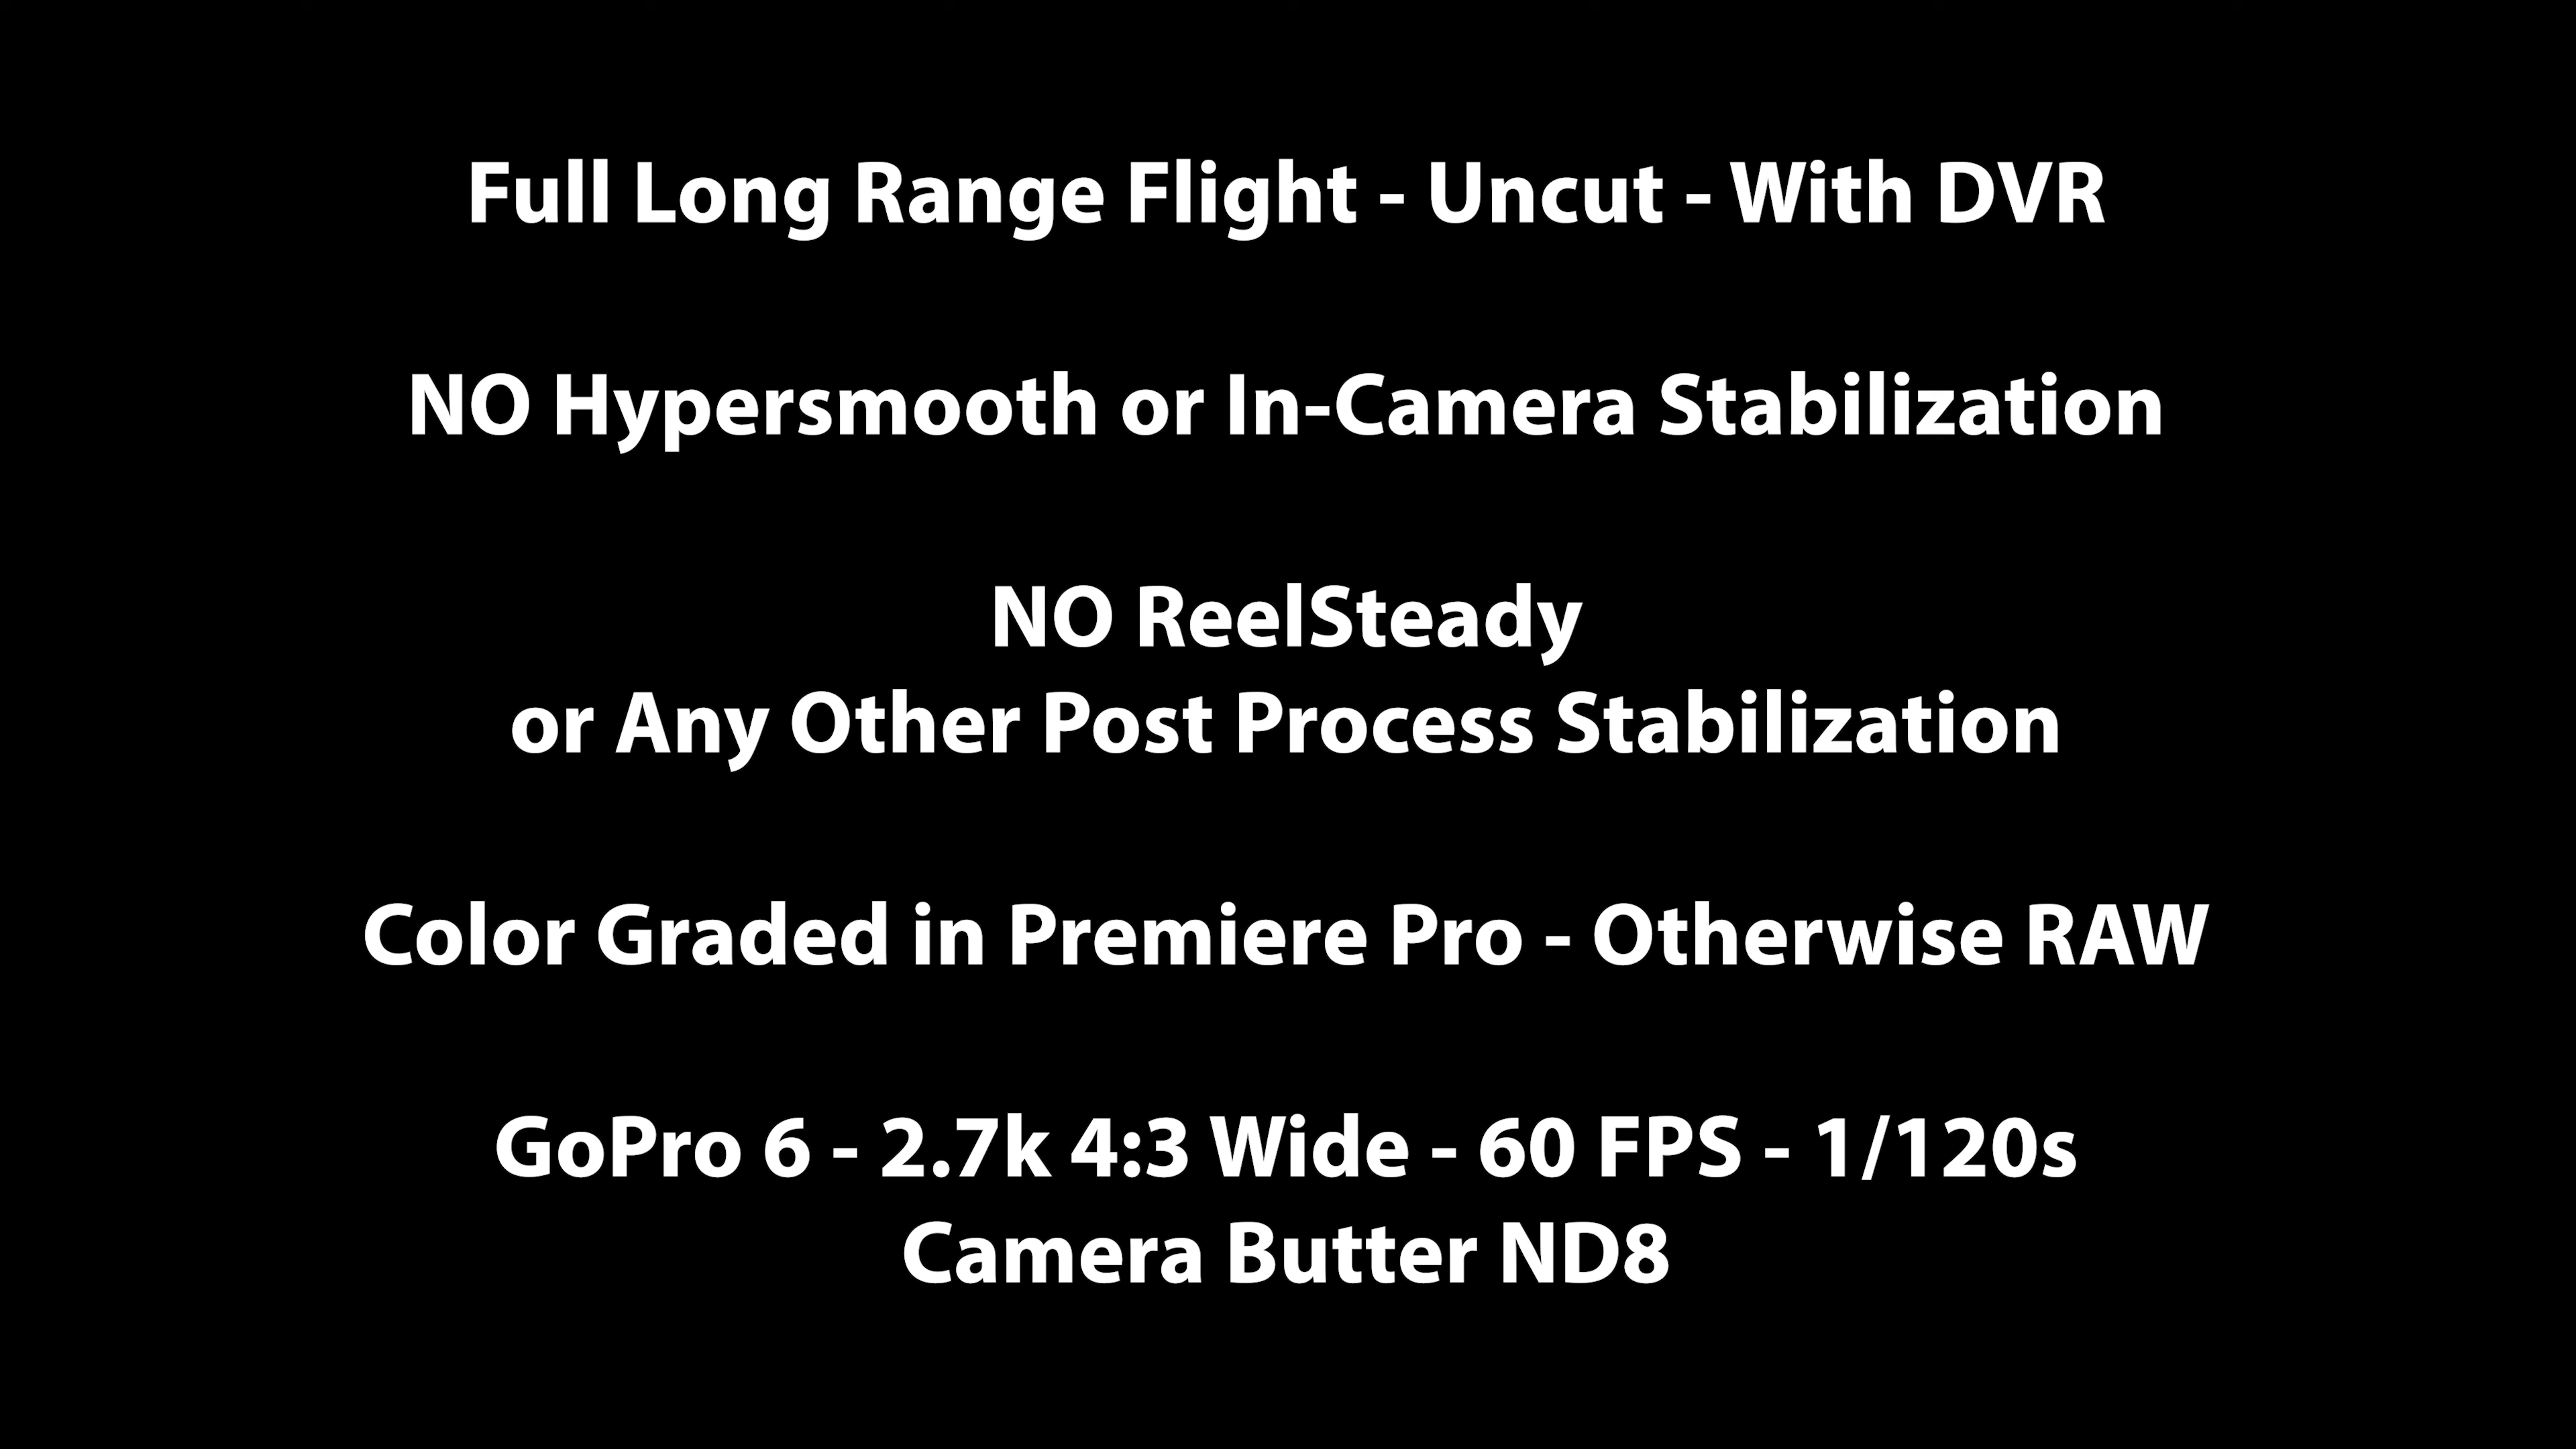 Full Long Range Flight - Uncut - With DVR
NO Hypersmooth or In-Camera Stabilization
NO ReelSteady
or Any Other Post Process Stabilization
Color Graded in Premiere Pro - Otherwise RAW
GoPro 6 - 2.7k 4:3 Wide - 60 FPS - 1/120s
Camera Butter ND8